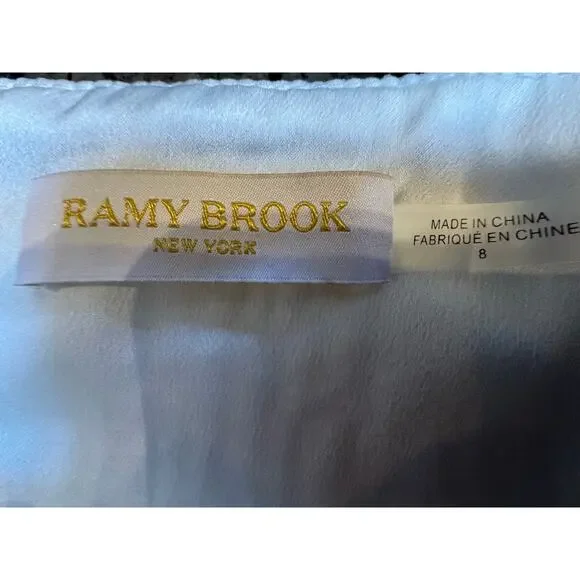 RAMY BROOK
NEW YORK
MADE IN CHINA
FABRIQUÉ EN CHINE
8